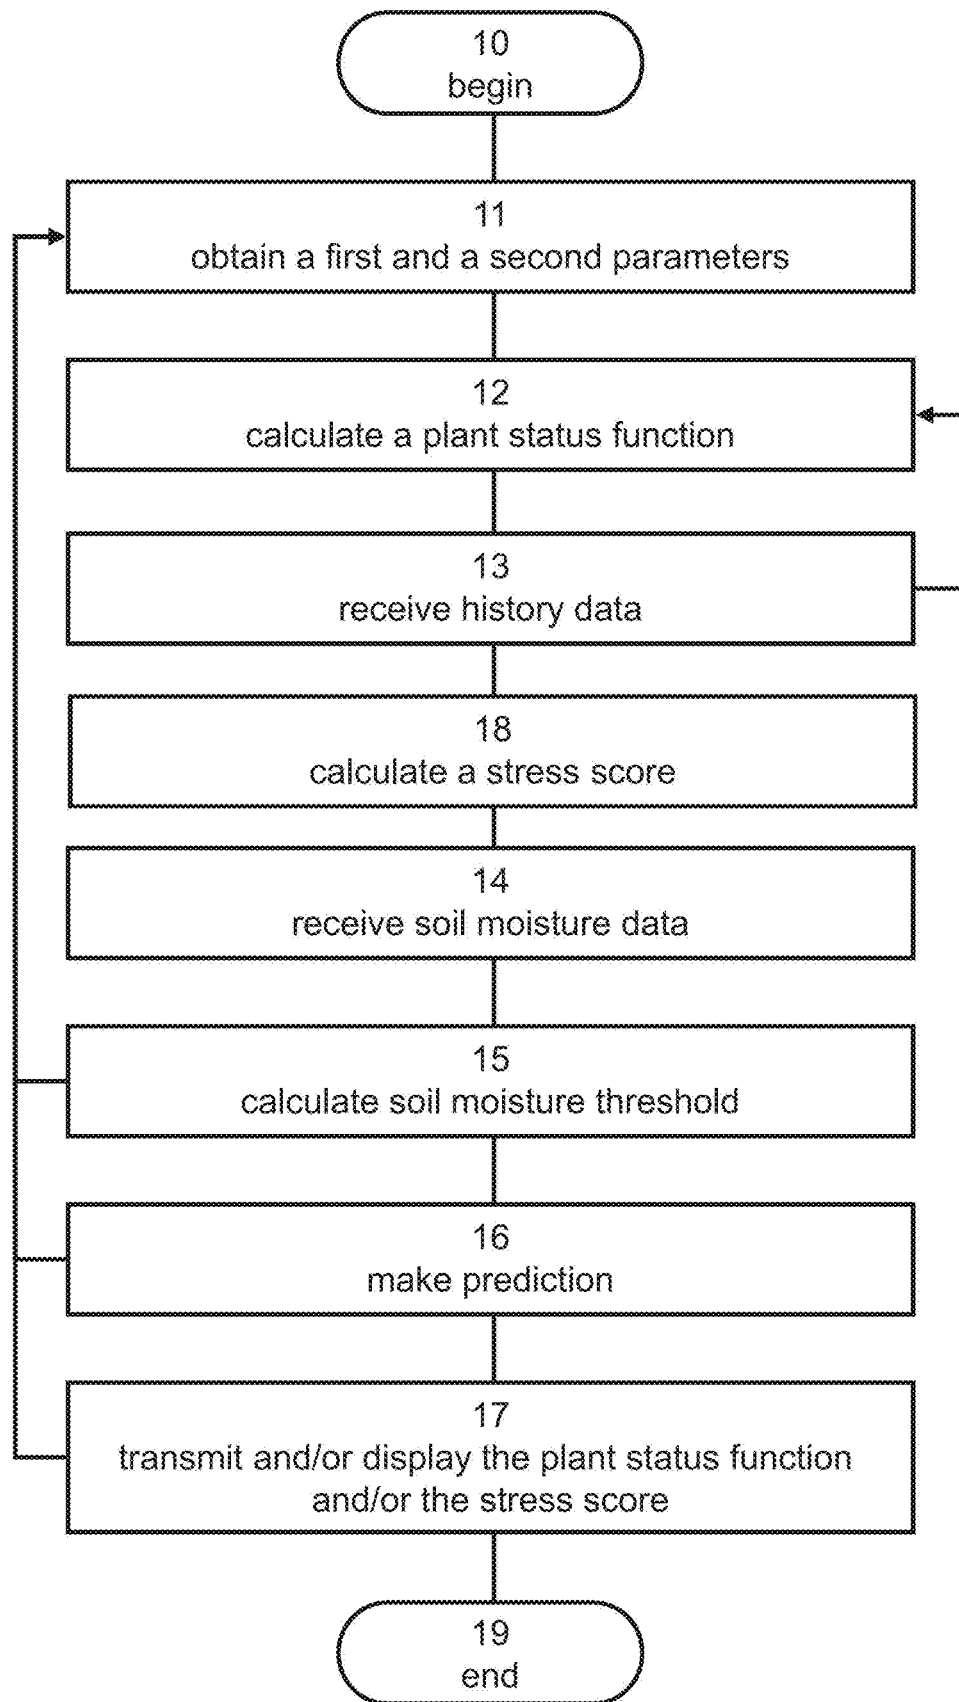 10
begin
11
obtain a first and a second parameters
12
calculate a plant status function
13
receive history data
18
calculate a stress score
14
receive soil moisture data
15
calculate soil moisture threshold
16
make prediction
17
transmit and/or display the plant status function
and/or the stress score
19
end